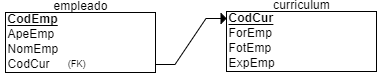 empleado
CodEmp
ApeEmp
NomEmp
CodCur (FK)
curriculum
CodCur
ForEmp
FotEmp
ExpEmp